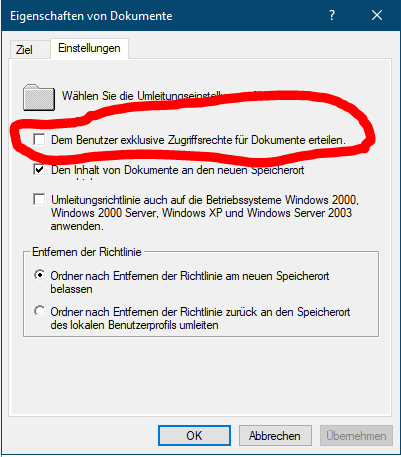 Eigenschaften von Dokumente
Ziel
Einstellungen
Wählen Sie die
Dem Benutzer exklusive Zugriffsrechte für Dokumente erteilen.
Den Inhalt von Dokumente an den neuen Speicherort
Umleitungsrichtlinie auch auf die Betriebssysteme Windows 2000,
Windows 2000 Server, Windows XP und Windows Server 2003
anwenden.
Entfernen der Richtlinie
Ordner nach Entfernen der Richtlinie am neuen Speicherort
belassen
Ordner nach Entfernen der Richtlinie zurück an den Speicherort
des lokalen Benutzerprofils umleiten
OK
Abbrechen
Übernehmen